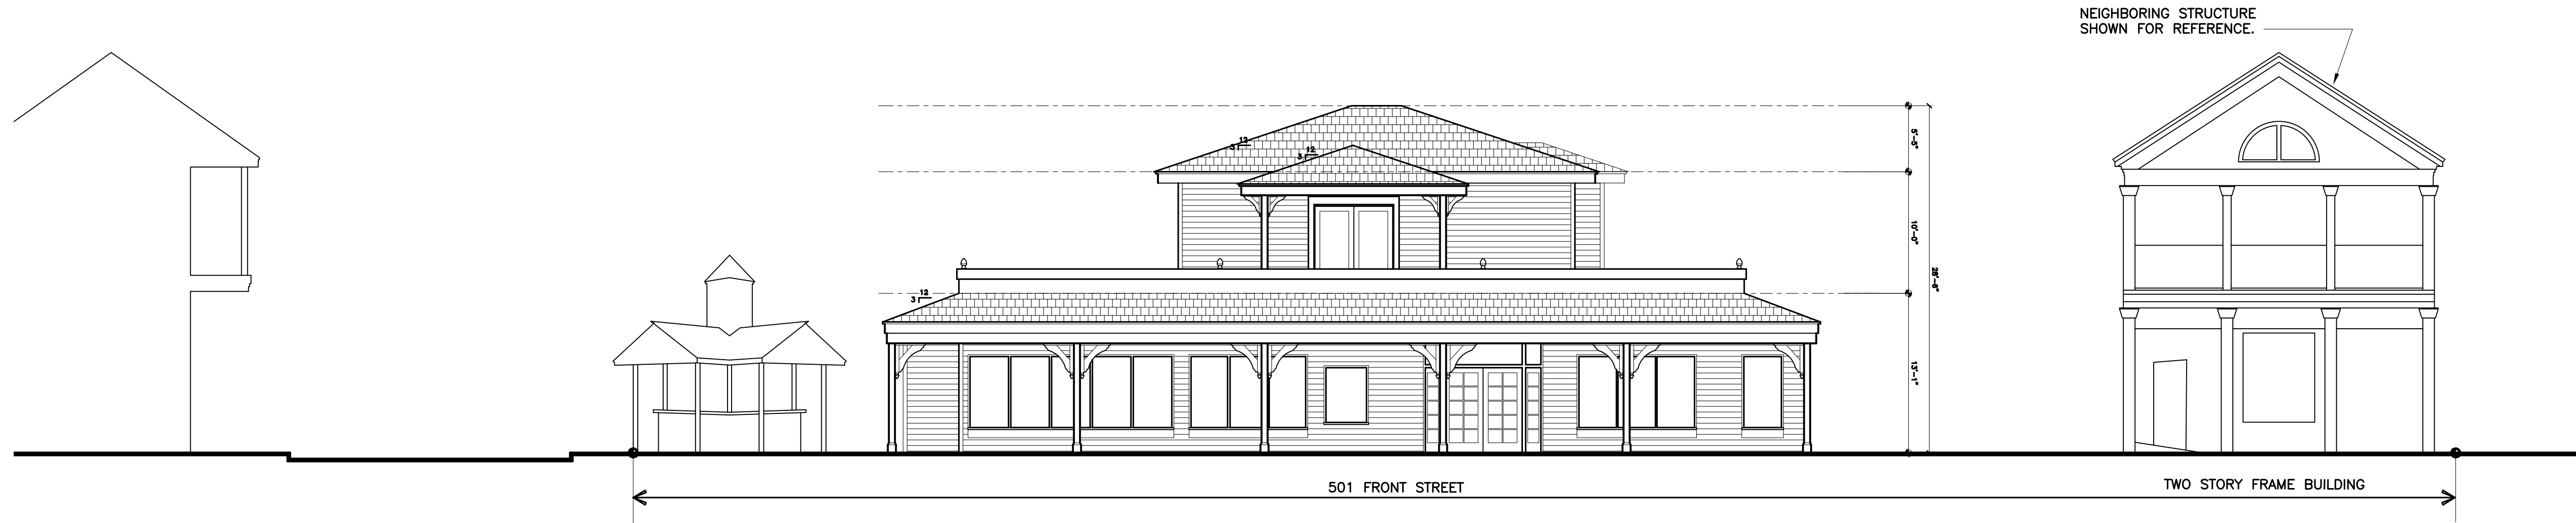 NEIGHBORING STRUCTURE
SHOWN FOR REFERENCE.
12
3
12
3
12
3
5'-5"
10'-0"
28'-6"
13'-1"
501 FRONT STREET
TWO STORY FRAME BUILDING